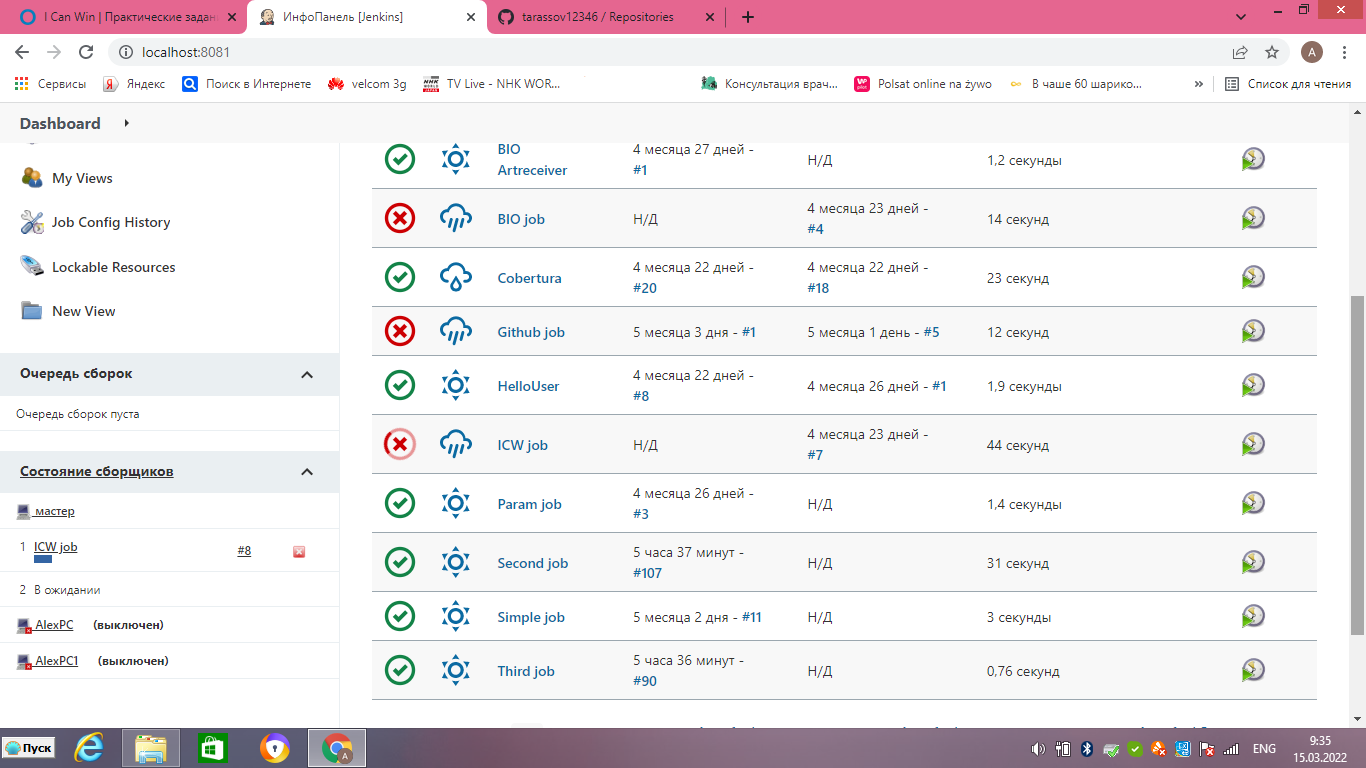 I Can Win | Практические задани
ИнфоПанель [Jenkins]
tarassov12346 / Repositories
localhost:8081
A
Сервисы
Яндекс
Поиск в Интернете
velcom 3g
TV Live - NHK WOR...
Консультация врач...
Polsat online na żywo
В чаше 60 шарико...
»
Список для чтения
Dashboard
My Views
Job Config History
Lockable Resources
New View
Очередь сборок
Очередь сборок пуста
Состояние сборщиков
мастер
1 ICW job #8
2 В ожидании
AlexPC (выключен)
AlexPC1 (выключен)
BIO
Artreceiver
4 месяца 27 дней -
#1
Н/Д
1,2 секунды
BIO job
Н/Д
4 месяца 23 дней -
#4
14 секунд
Cobertura
4 месяца 22 дней -
#20
4 месяца 22 дней -
#18
23 секунд
Github job
5 месяца 3 дня - #1
5 месяца 1 день - #5
12 секунд
HelloUser
4 месяца 22 дней -
#8
4 месяца 26 дней - #1
1,9 секунды
ICW job
Н/Д
4 месяца 23 дней -
#7
44 секунд
Param job
4 месяца 26 дней -
#3
Н/Д
1,4 секунды
Second job
5 часа 37 минут -
#107
Н/Д
31 секунд
Simple job
5 месяца 2 дня - #11
Н/Д
3 секунды
Third job
5 часа 36 минут -
#90
Н/Д
0,76 секунд
Пуск
A
ENG
9:35
15.03.2022